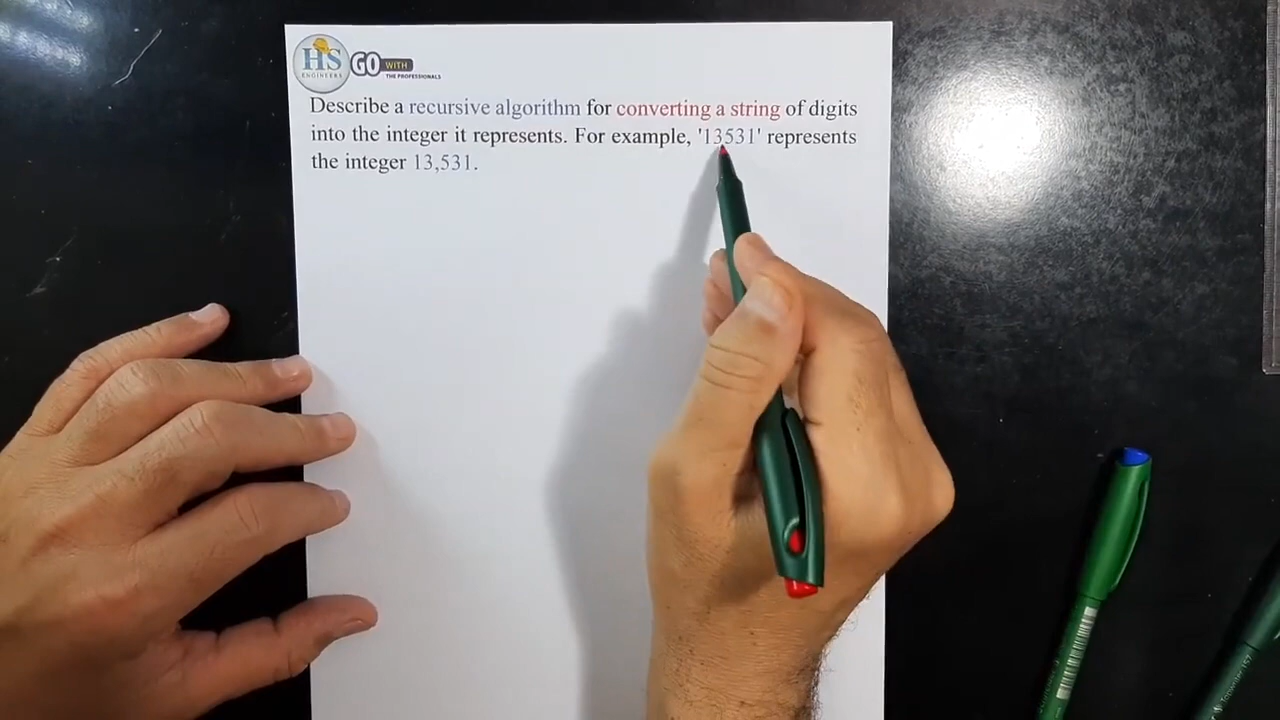 HS
ENGINEERS
GO WITH
THE PROFESSIONALS
Describe a recursive algorithm for converting a string of digits
into the integer it represents. For example, '13531' represents
the integer 13,531.